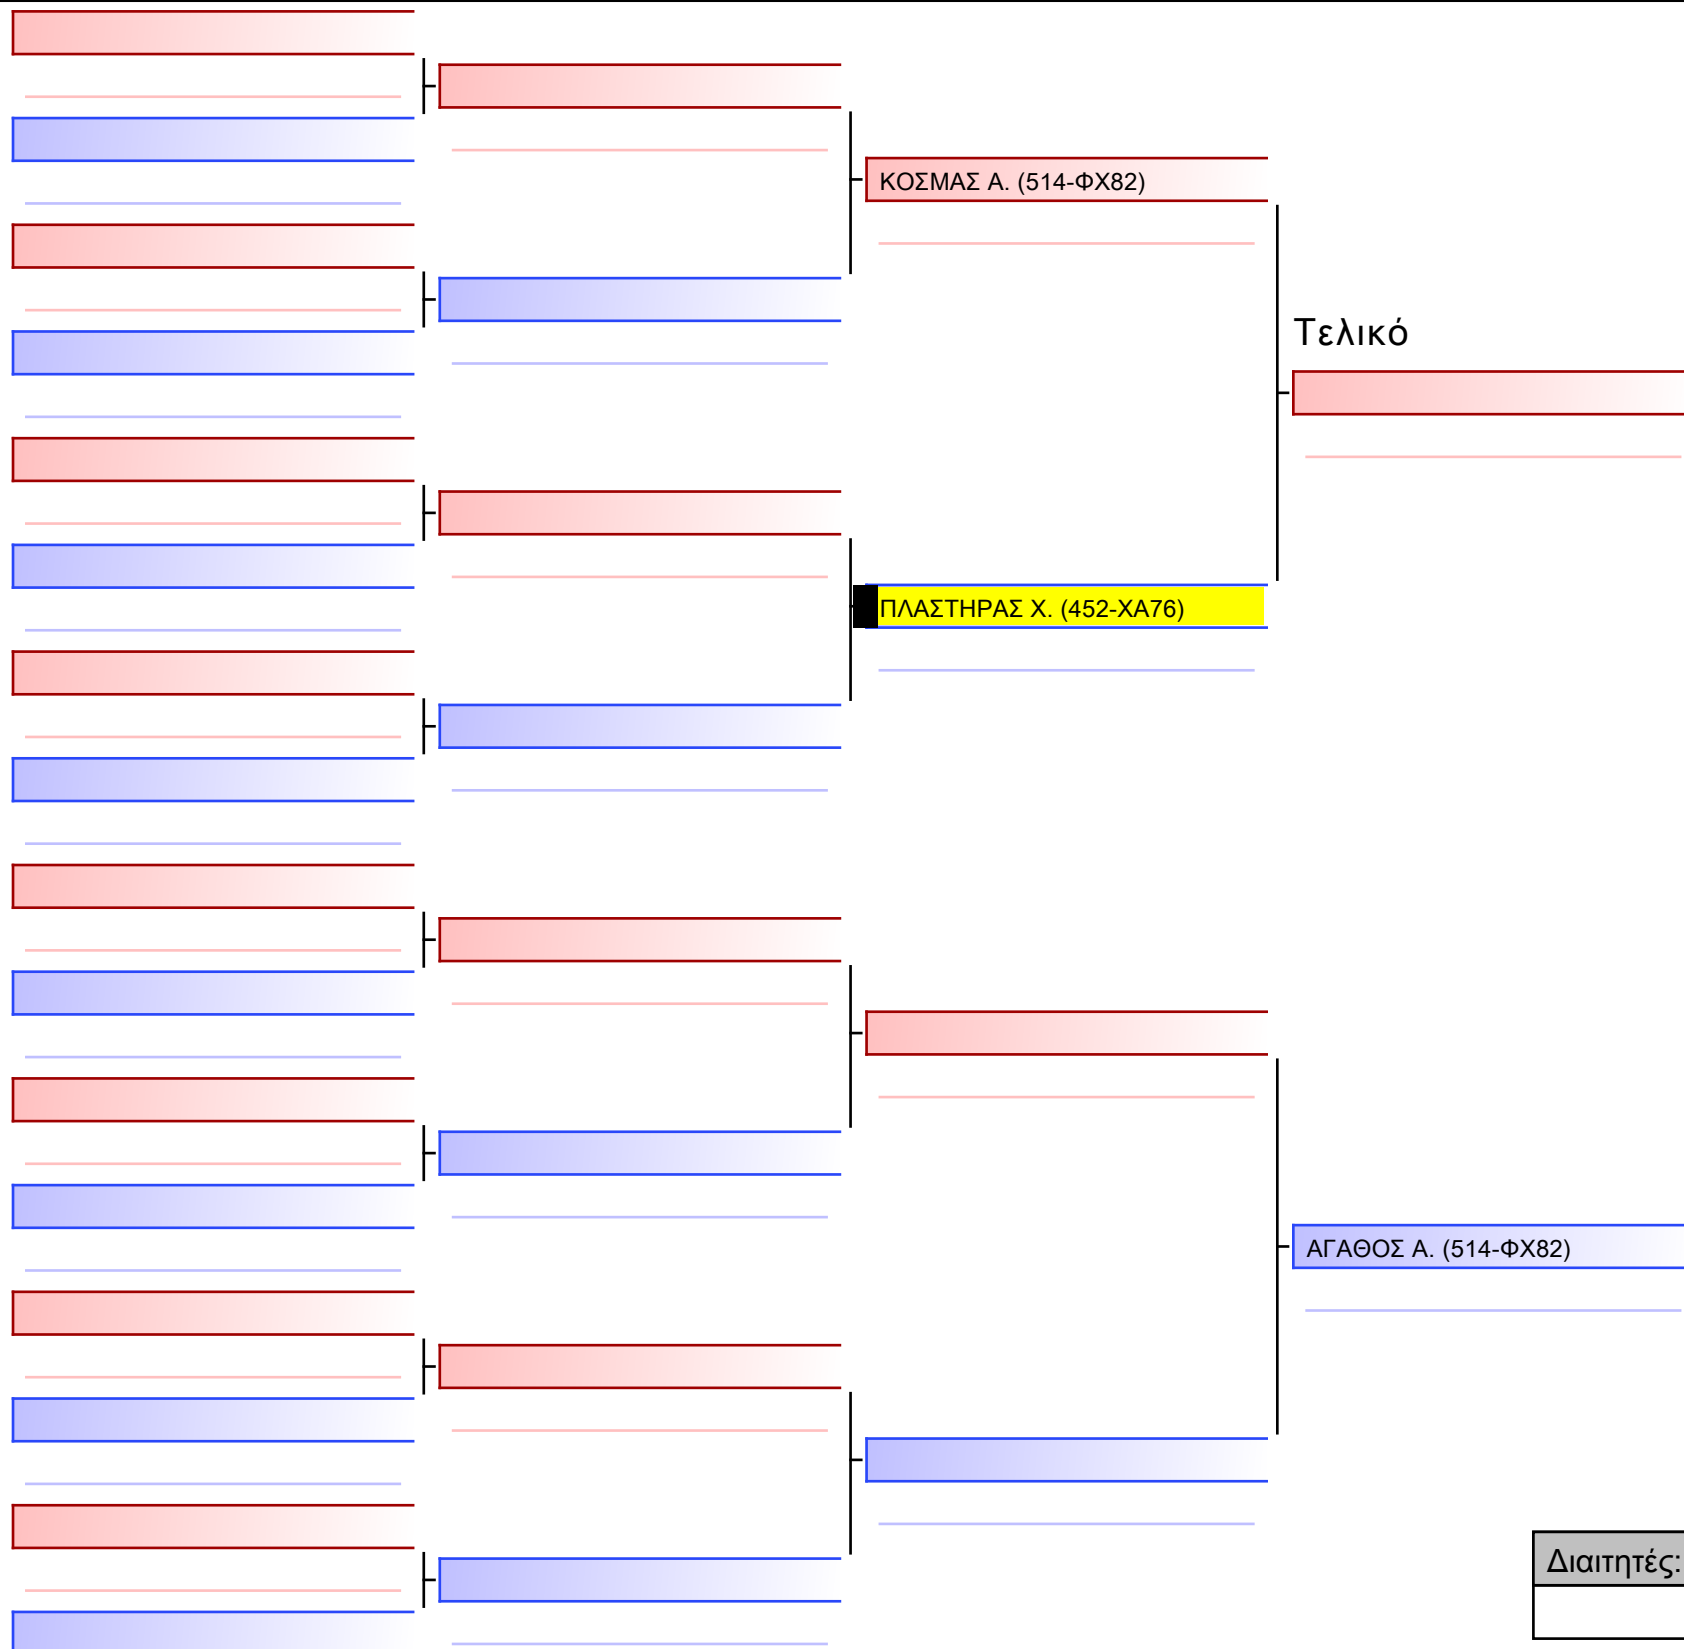 ΚΟΣΜΑΣ Α. (514-ΦΧ82)
Τελικό
ΠΛΑΣΤΗΡΑΣ Χ. (452-ΧΑ76)
ΑΓΑΘΟΣ Α. (514-ΦΧ82)
Διαιτητές: